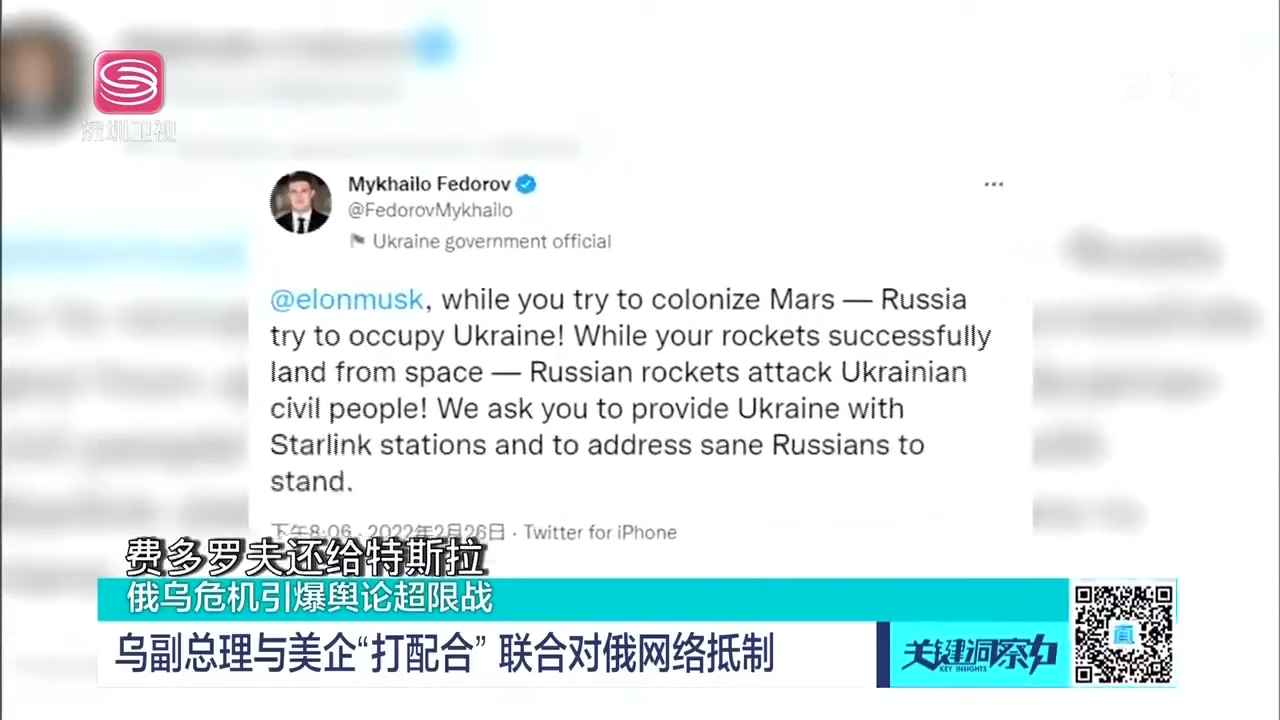 深圳卫视
Mykhailo Fedorov
@FedorovMykhailo
Ukraine government official
@elonmusk, while you try to colonize Mars — Russia
try to occupy Ukraine! While your rockets successfully
land from space — Russian rockets attack Ukrainian
civil people! We ask you to provide Ukraine with
Starlink stations and to address sane Russians to
stand.
下午8:06 · 2022年2月26日 · Twitter for iPhone
费多罗夫还给特斯拉
俄乌危机引爆舆论超限战
乌副总理与美企“打配合” 联合对俄网络抵制
关键洞察力
KEY INSIGHTS